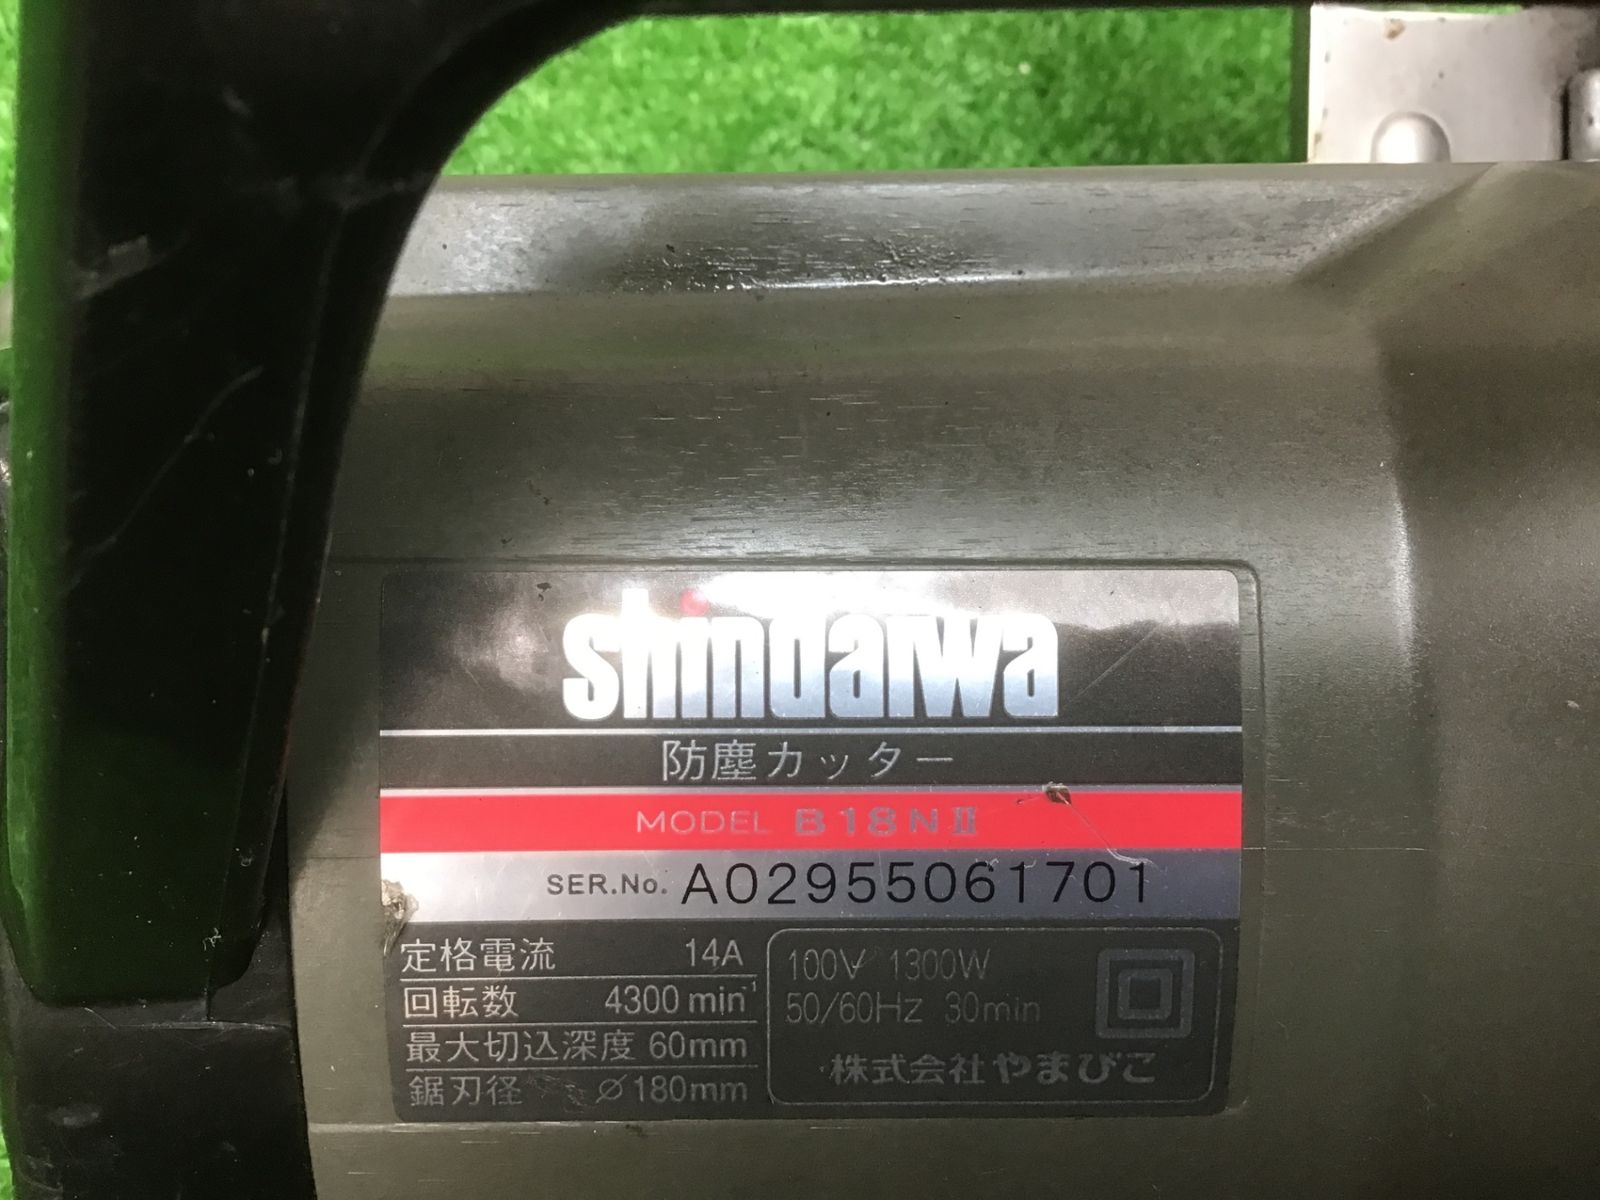 shindaiwa
防塵カッター
MODEL B18NⅡ
SER.No. A02955061701
定格電流 14A
回転数 4300min⁻¹
最大切込深度 60mm
鋸刃径 ∅180mm
100V 1300W
50/60Hz 30min
株式会社やまびこ